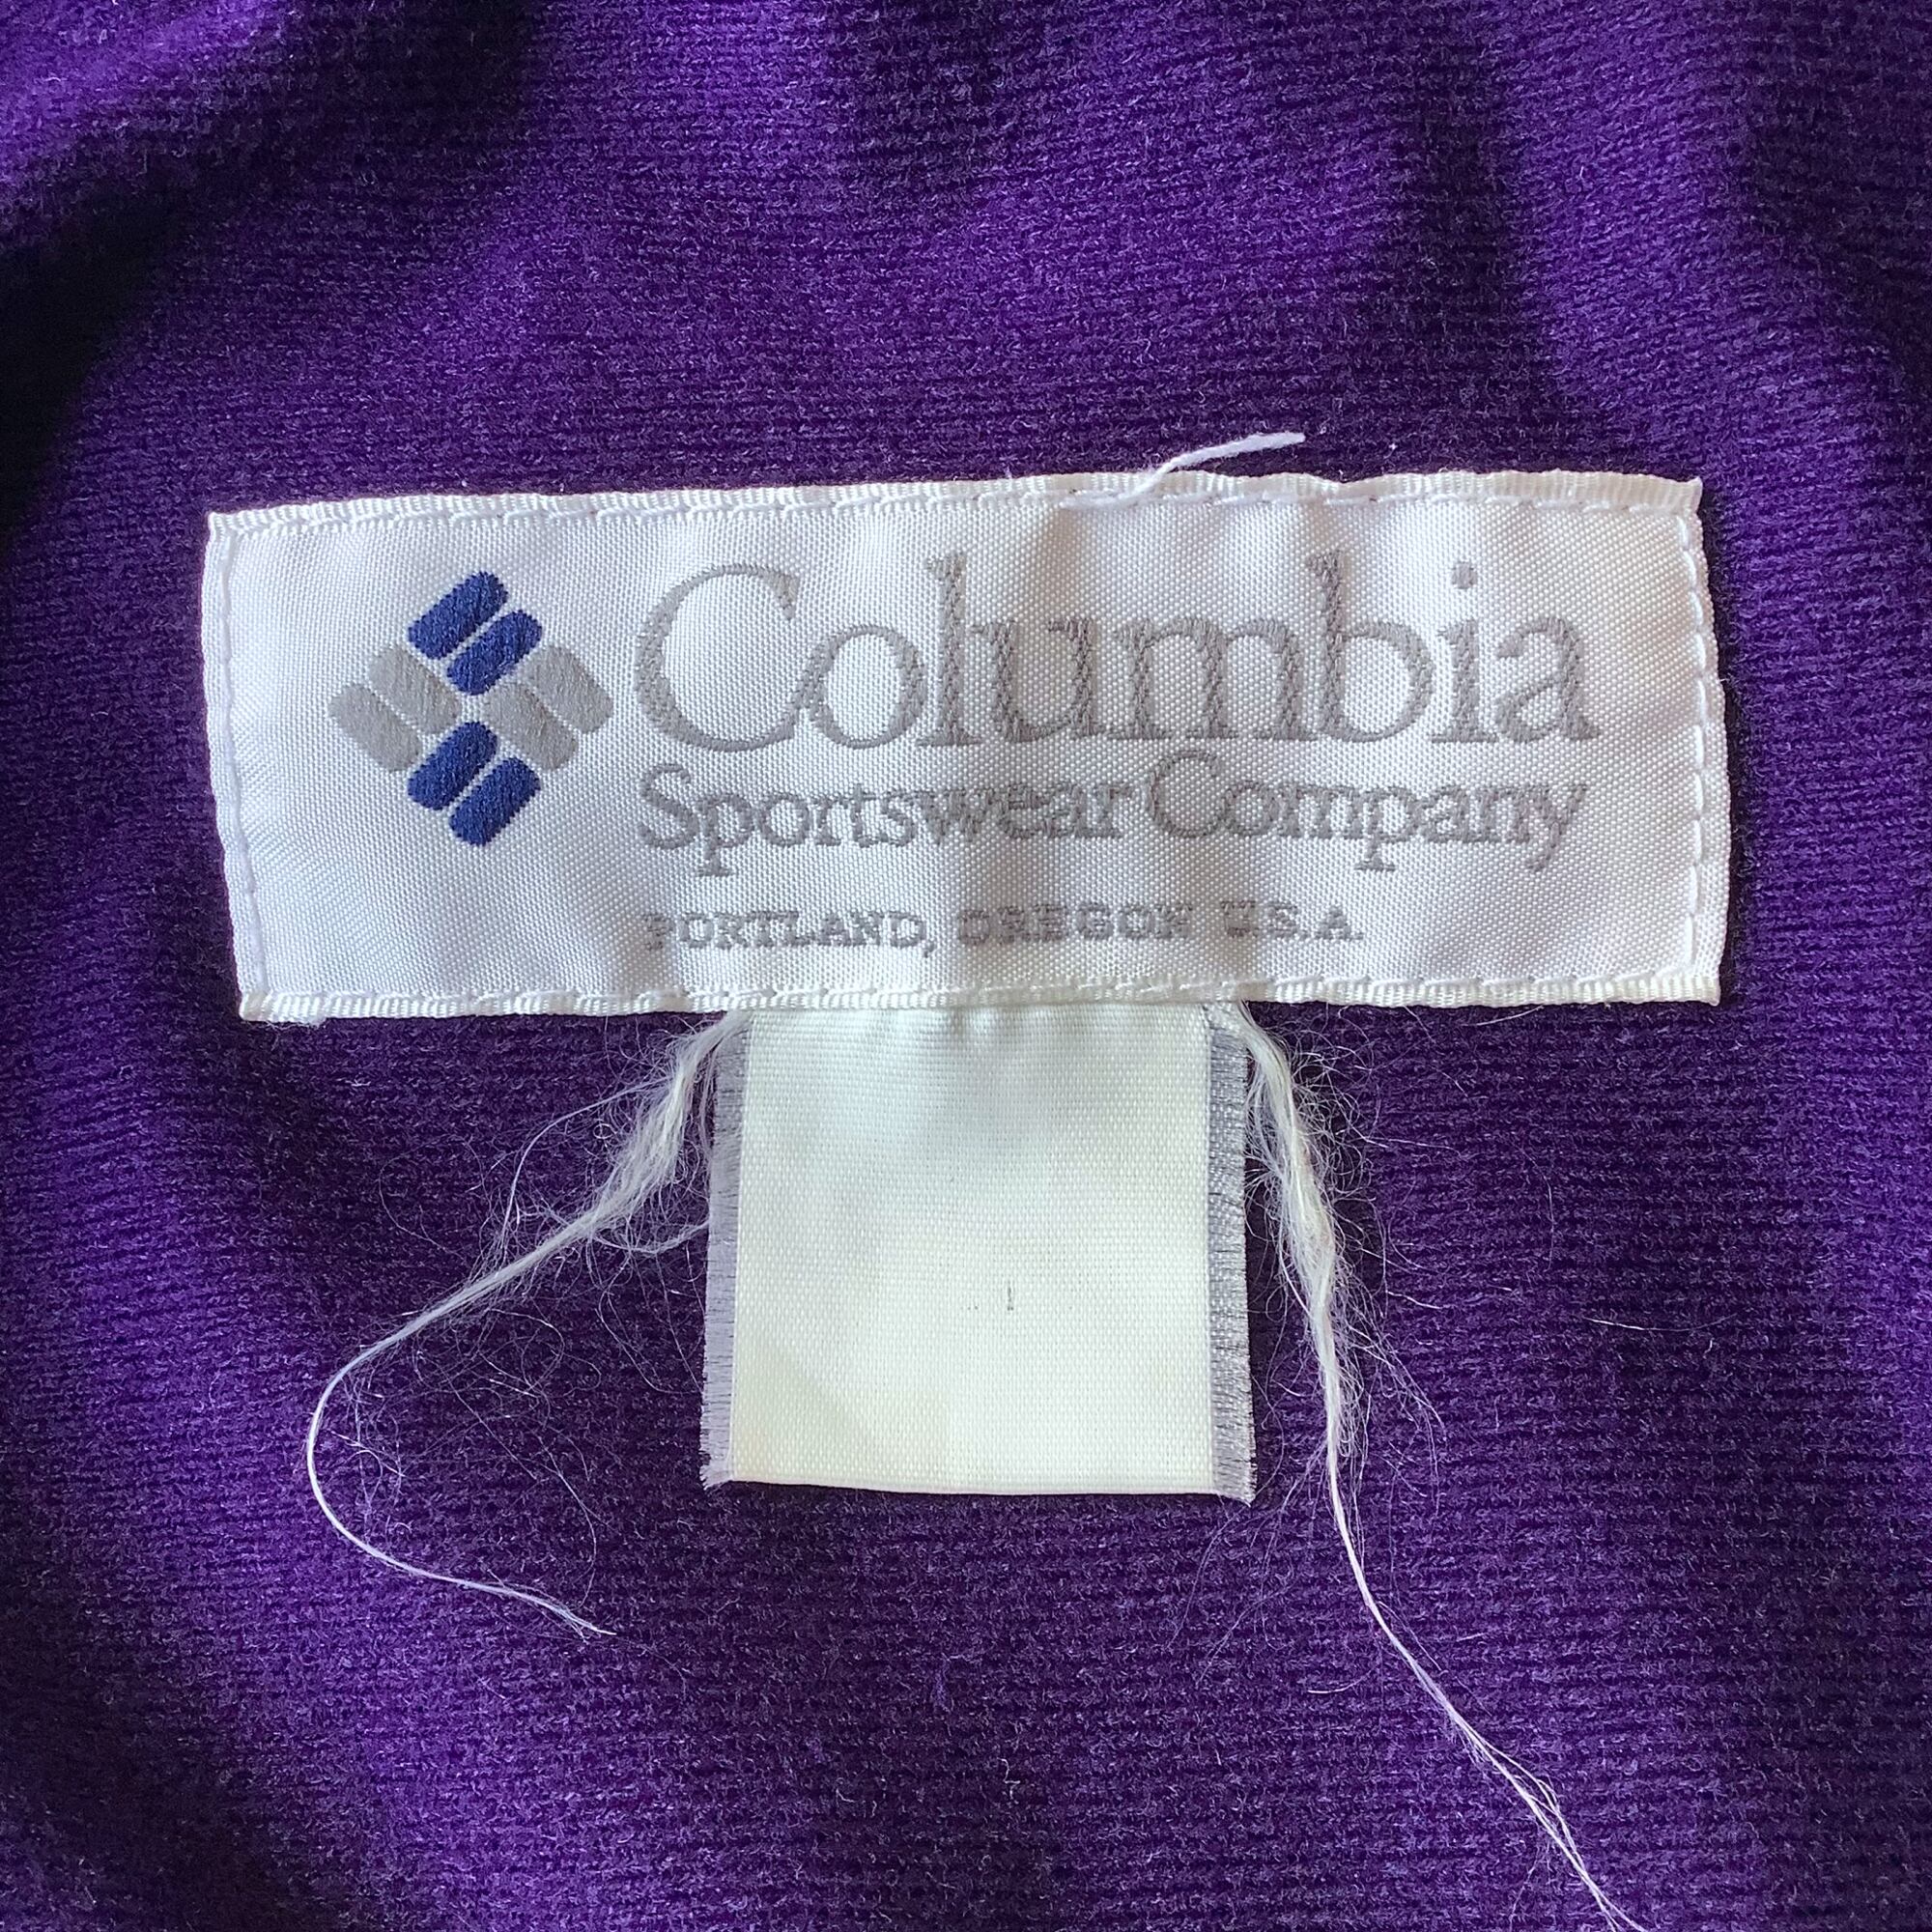 Columbia
Sportswear Company
PORTLAND, OREGON U.S.A.